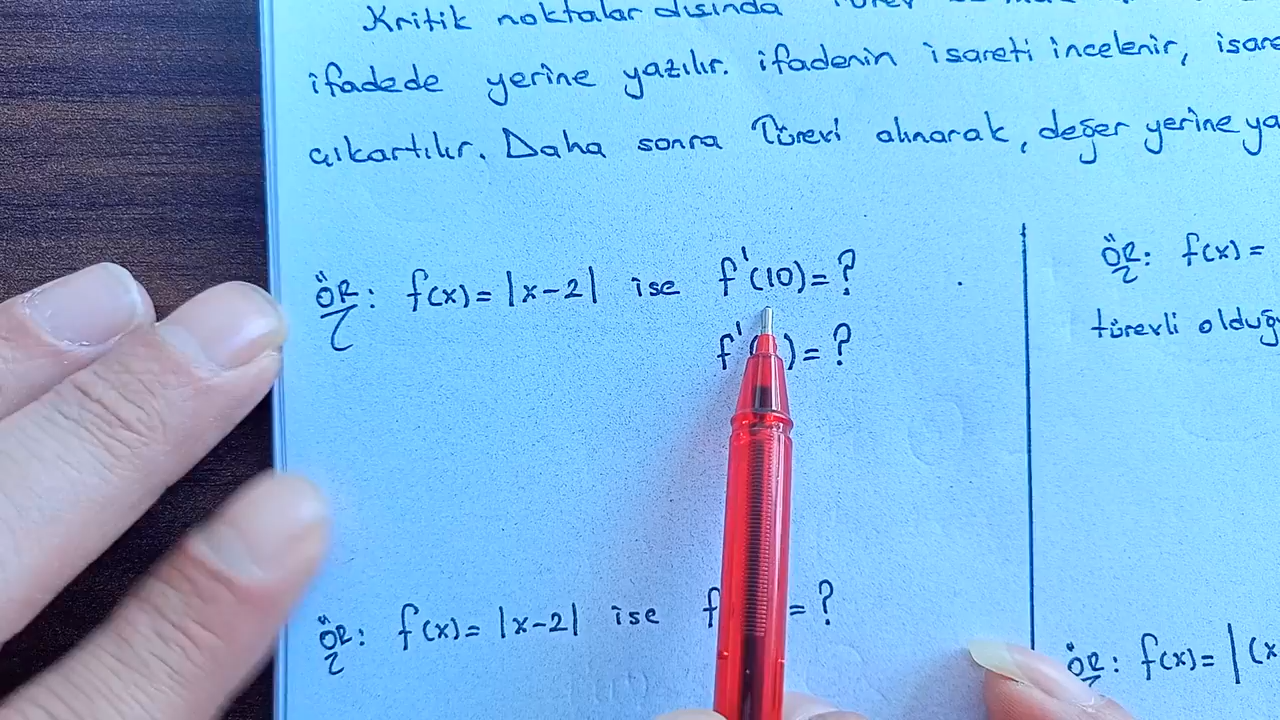 Kritik noktalar dışında
ifadede yerine yazılır. ifadenin işareti incelenir,
çıkartılır. Daha sonra Türevi alınarak, değer yerine
ÖR: f(x) = |x-2| ise f'(10) = ?
f'( ) = ?
ÖR: f(x) =
türevli
ÖR: f(x) = |x-2| ise f = ?
ÖR: f(x) = |(x